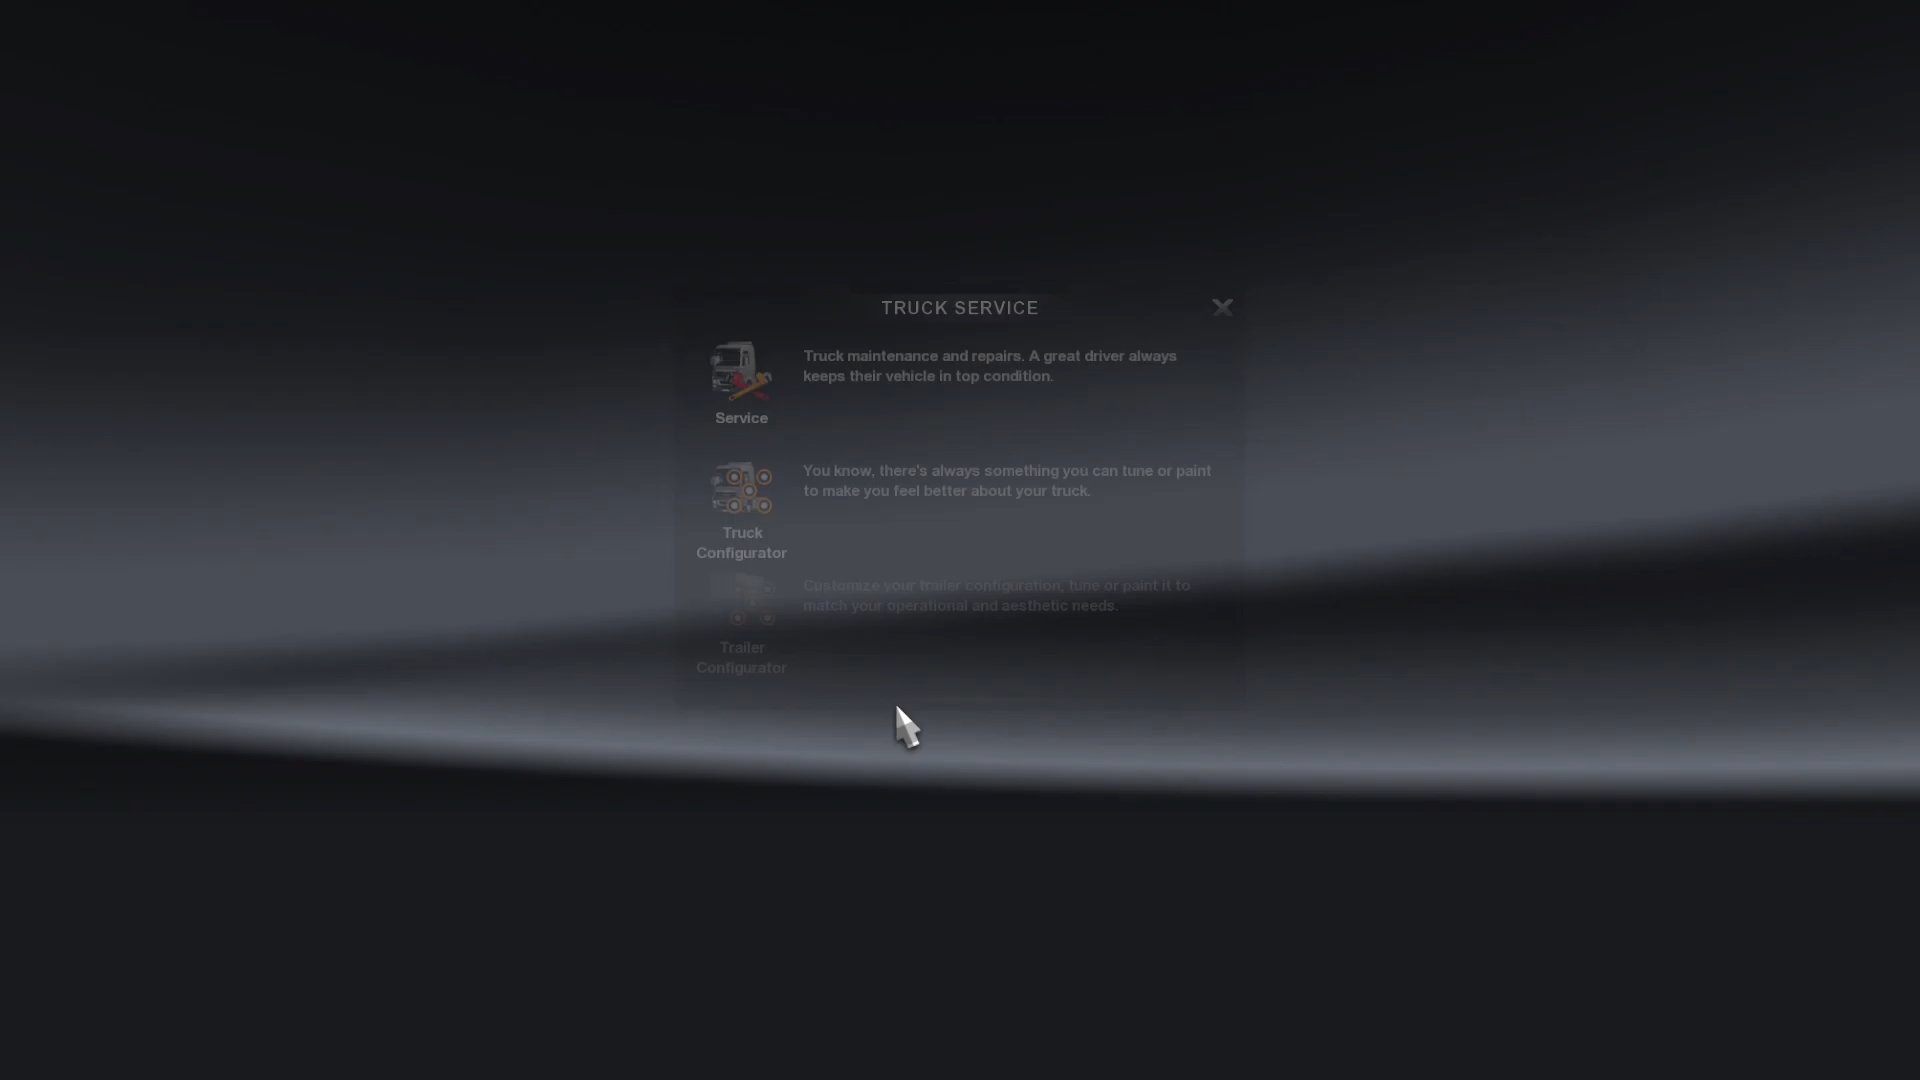 TRUCK SERVICE
Truck maintenance and repairs. A great driver always
keeps their vehicle in top condition.
Service
You know, there's always something you can tune or paint
to make you feel better about your truck.
Truck
Configurator
Customize your trailer configuration, tune or paint it to
match your operational and aesthetic needs.
Trailer
Configurator